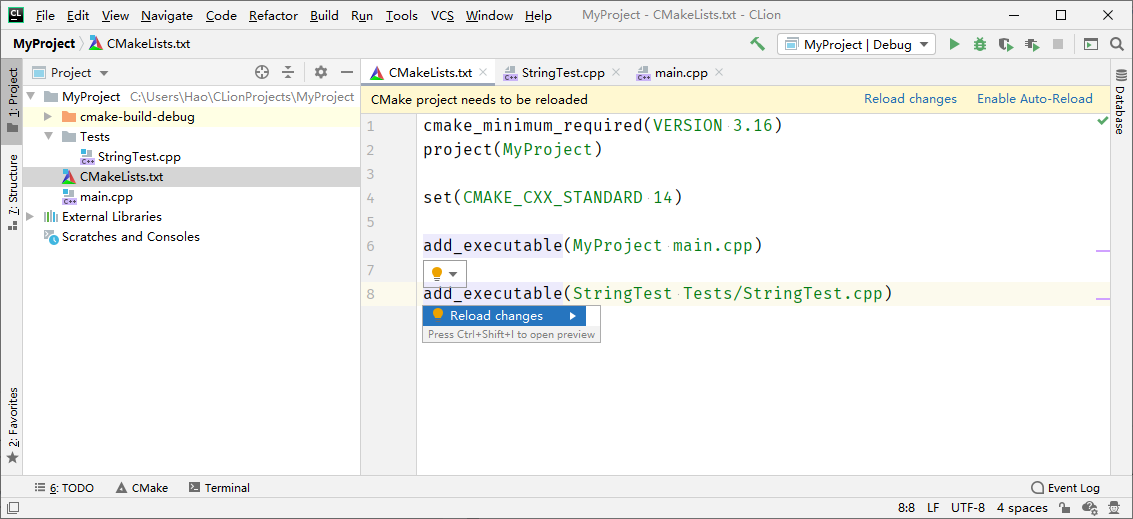 CL File Edit View Navigate Code Refactor Build Run Tools VCS Window Help MyProject - CMakeLists.txt - CLion
MyProject CMakeLists.txt MyProject | Debug
1: Project
7: Structure
2: Favorites
Project
MyProject C:\Users\Hao\CLionProjects\MyProject
cmake-build-debug
Tests
C++ StringTest.cpp
CMakeLists.txt
C++ main.cpp
External Libraries
Scratches and Consoles
CMakeLists.txt C++ StringTest.cpp C++ main.cpp
CMake project needs to be reloaded Reload changes Enable Auto-Reload
1 cmake_minimum_required(VERSION 3.16)
2 project(MyProject)
3
4 set(CMAKE_CXX_STANDARD 14)
5
6 add_executable(MyProject main.cpp)
7
8 add_executable(StringTest Tests/StringTest.cpp)
Reload changes
Press Ctrl+Shift+I to open preview
Database
6: TODO CMake Terminal Event Log
8:8 LF UTF-8 4 spaces